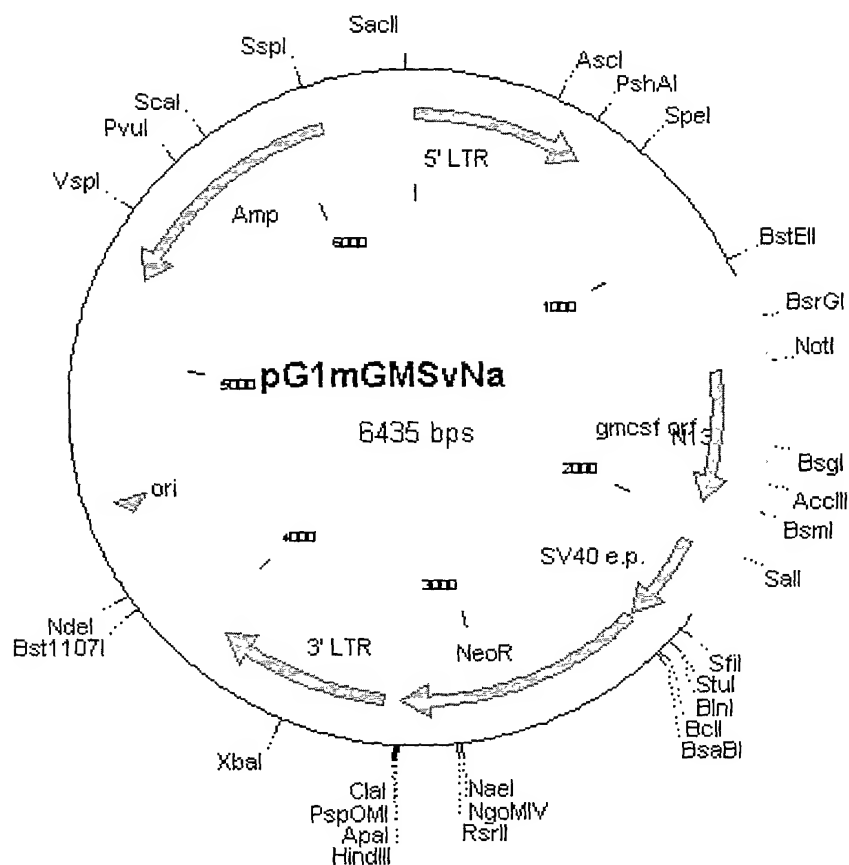 SacII
SspI
AscI
PshAI
SpeI
ScaI
PvuI
VspI
5' LTR
Amp
6000
BstEII
1000
BsrGI
NotI
pG1mGMSvNa
5000
6435 bps
gmcsf orf
N13
2000
BsgI
AccIII
BsmI
ori
4000
SV40 e.p.
SalI
3000
NdeI
Bst1107I
3' LTR
NeoR
SfiI
StuI
BlnI
BclI
BsaBI
XbaI
ClaI
PspOMI
ApaI
HindIII
NaeI
NgoMIV
RsrII